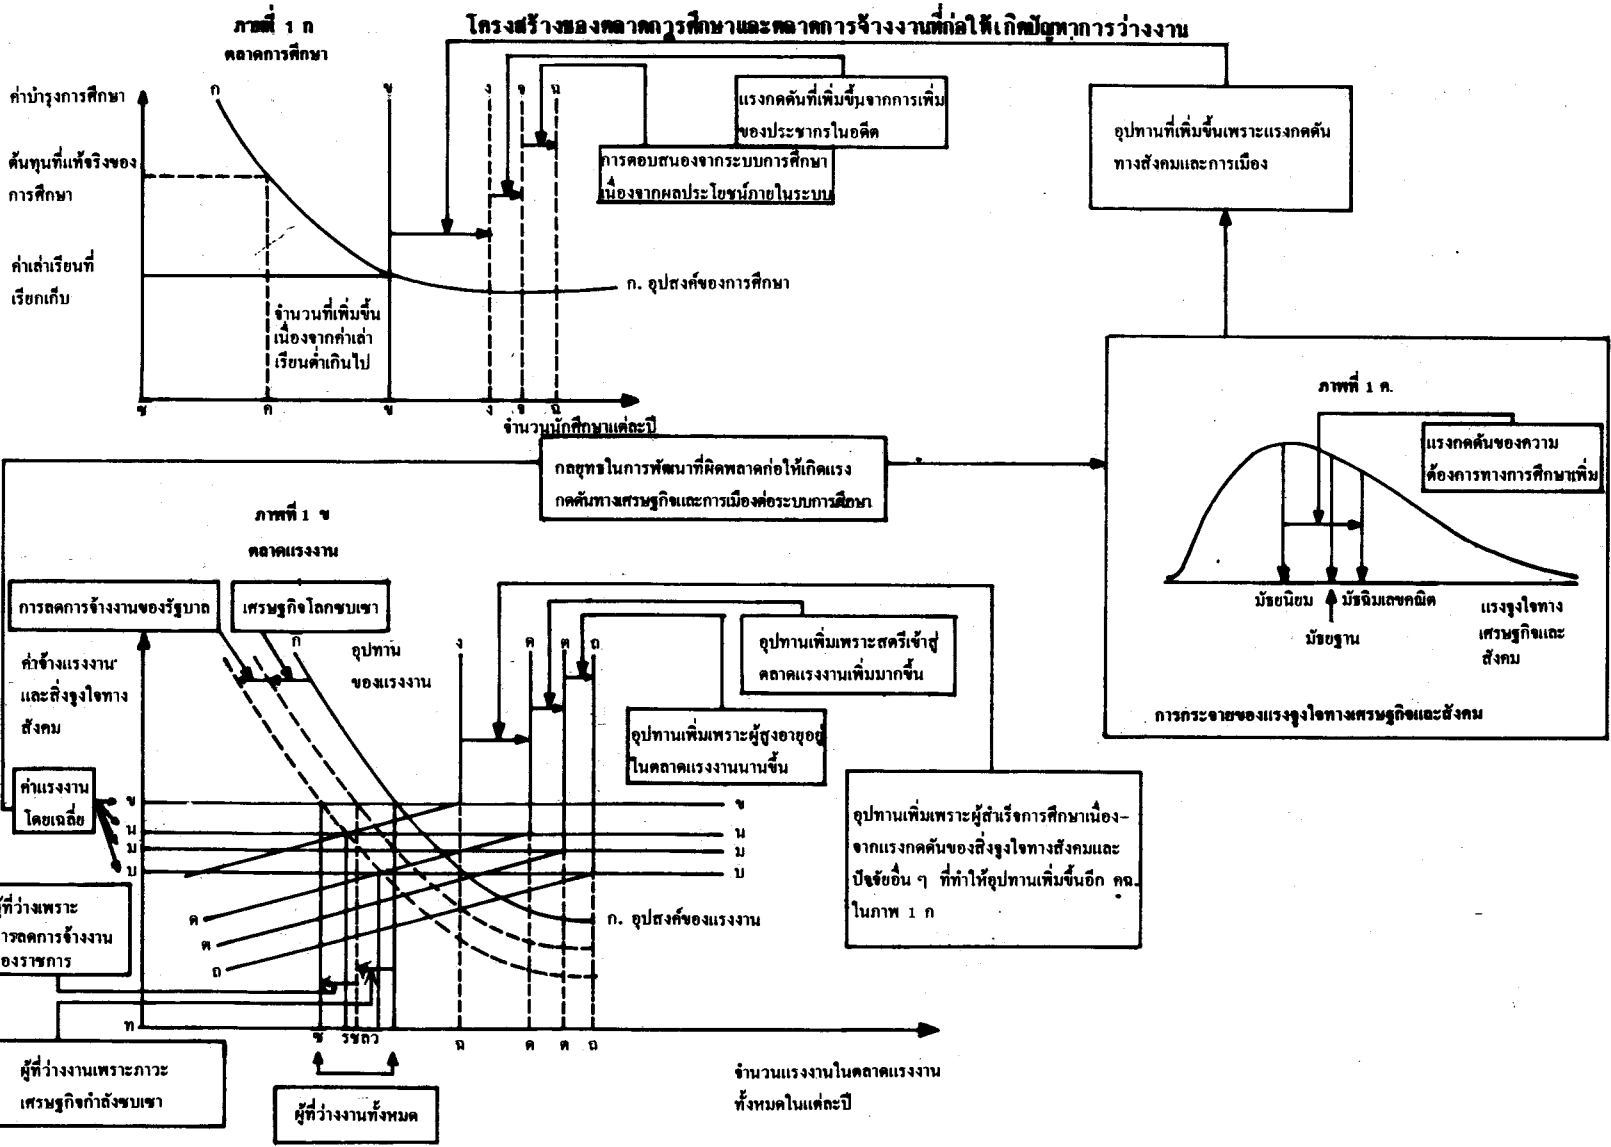 โครงสร้างของตลาดการศึกษาและตลาดการจ้างงานที่ก่อให้เกิดปัญหาการว่างงาน
ภาพที่ 1 ก
ตลาดการศึกษา
ค่าบำรุงการศึกษา
ก
ข
ง
จ
ฉ
ต้นทุนที่แท้จริงของ
การศึกษา
ค่าเล่าเรียนที่
เรียกเก็บ
แรงกดดันที่เพิ่มขึ้นจากการเพิ่ม
ของประชากรในอดีต
การตอบสนองจากระบบการศึกษา
เนื่องจากผลประโยชน์ภายในระบบ
อุปทานที่เพิ่มขึ้นเพราะแรงกดดัน
ทางสังคมและการเมือง
ก. อุปสงค์ของการศึกษา
จำนวนที่เพิ่มขึ้น
เนื่องจากค่าเล่า
เรียนต่ำเกินไป
ค
ข
ง
จ
ฉ
จำนวนนักศึกษาแต่ละปี
กลยุทธในการพัฒนาที่ผิดพลาดก่อให้เกิดแรง
กดดันทางเศรษฐกิจและการเมืองต่อระบบการศึกษา
ภาพที่ 1 ค.
แรงกดดันของความ
ต้องการทางการศึกษาเพิ่ม
มัธยนิยม
มัชฌิมเลขคณิต
มัธยฐาน
แรงจูงใจทาง
เศรษฐกิจและ
สังคม
การกระจายของแรงจูงใจทางเศรษฐกิจและสังคม
ภาพที่ 1 ข
ตลาดแรงงาน
การลดการจ้างงานของรัฐบาล
เศรษฐกิจโลกซบเซา
ก
อุปทาน
ของแรงงาน
ง
ด
ต
ถ
ค่าจ้างแรงงาน
และสิ่งจูงใจทาง
สังคม
อุปทานเพิ่มเพราะสตรีเข้าสู่
ตลาดแรงงานเพิ่มมากขึ้น
อุปทานเพิ่มเพราะผู้สูงอายุอยู่
ในตลาดแรงงานนานขึ้น
อุปทานเพิ่มเพราะผู้สำเร็จการศึกษาเนื่อง-
จากแรงกดดันของสิ่งจูงใจทางสังคมและ
ปัจจัยอื่น ๆ ที่ทำให้อุปทานเพิ่มขึ้นอีก คฉ.
ในภาพ 1 ก
ค่าแรงงาน
โดยเฉลี่ย
ข
น
ม
บ
ข
น
ม
บ
ด
ต
ถ
ก. อุปสงค์ของแรงงาน
ผู้ที่ว่างเพราะ
การลดการจ้างงาน
ของราชการ
ท
ฉ
ด
ต
ถ
ผู้ที่ว่างงานเพราะภาวะ
เศรษฐกิจกำลังซบเซา
ผู้ที่ว่างงานทั้งหมด
จำนวนแรงงานในตลาดแรงงาน
ทั้งหมดในแต่ละปี